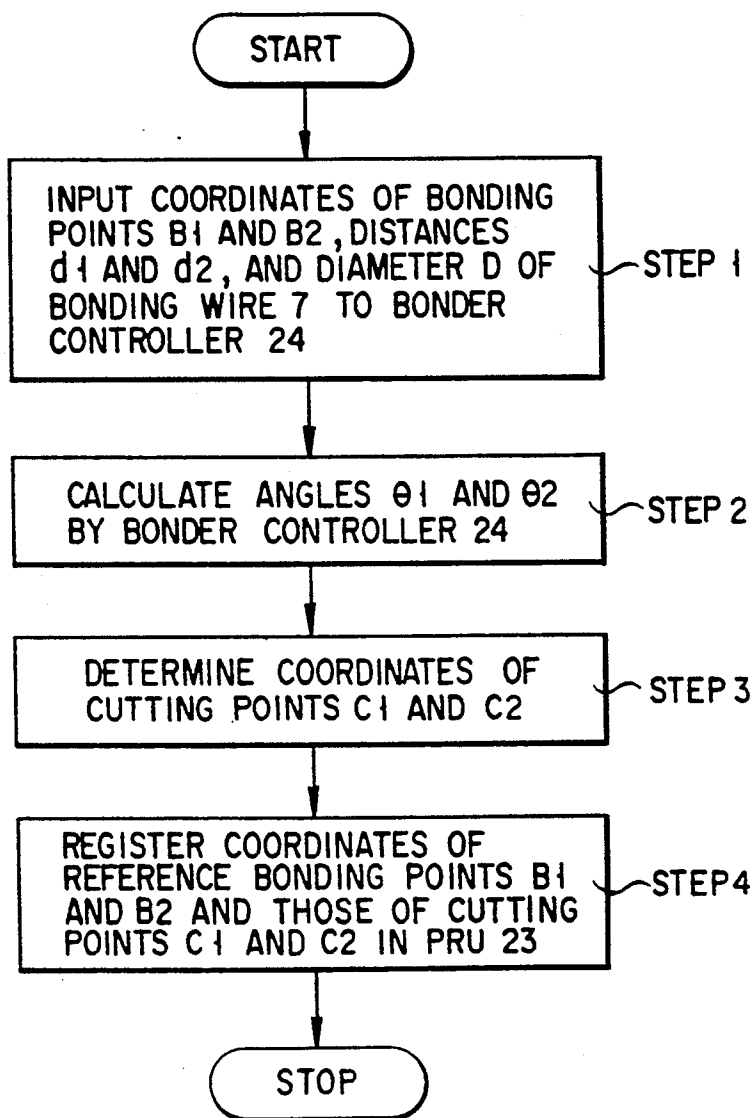 START
INPUT COORDINATES OF BONDING
POINTS B1 AND B2, DISTANCES
d1 AND d2, AND DIAMETER D OF
BONDING WIRE 7 TO BONDER
CONTROLLER 24
STEP 1
CALCULATE ANGLES θ1 AND θ2
BY BONDER CONTROLLER 24
STEP 2
DETERMINE COORDINATES OF
CUTTING POINTS C1 AND C2
STEP 3
REGISTER COORDINATES OF
REFERENCE BONDING POINTS B1
AND B2 AND THOSE OF CUTTING
POINTS C1 AND C2 IN PRU 23
STEP 4
STOP